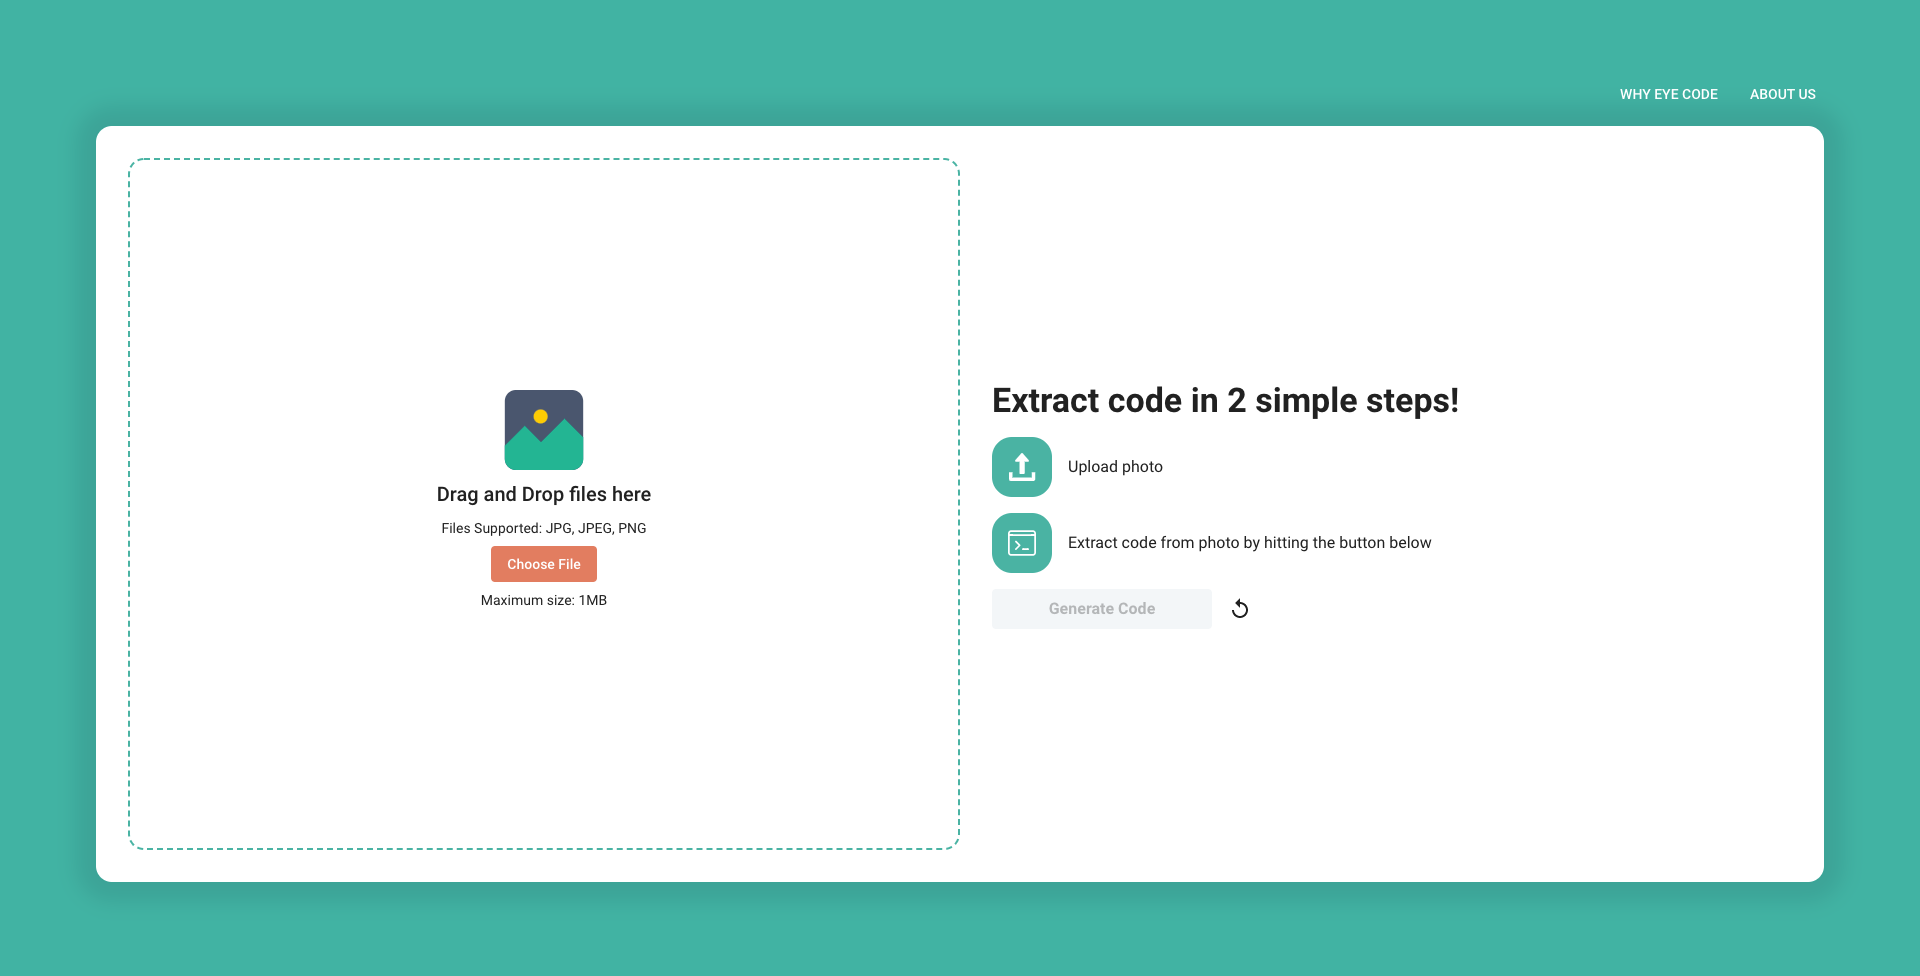 WHY EYE CODE
ABOUT US
Drag and Drop files here
Files Supported: JPG, JPEG, PNG
Choose File
Maximum size: 1MB
Extract code in 2 simple steps!
Upload photo
Extract code from photo by hitting the button below
Generate Code